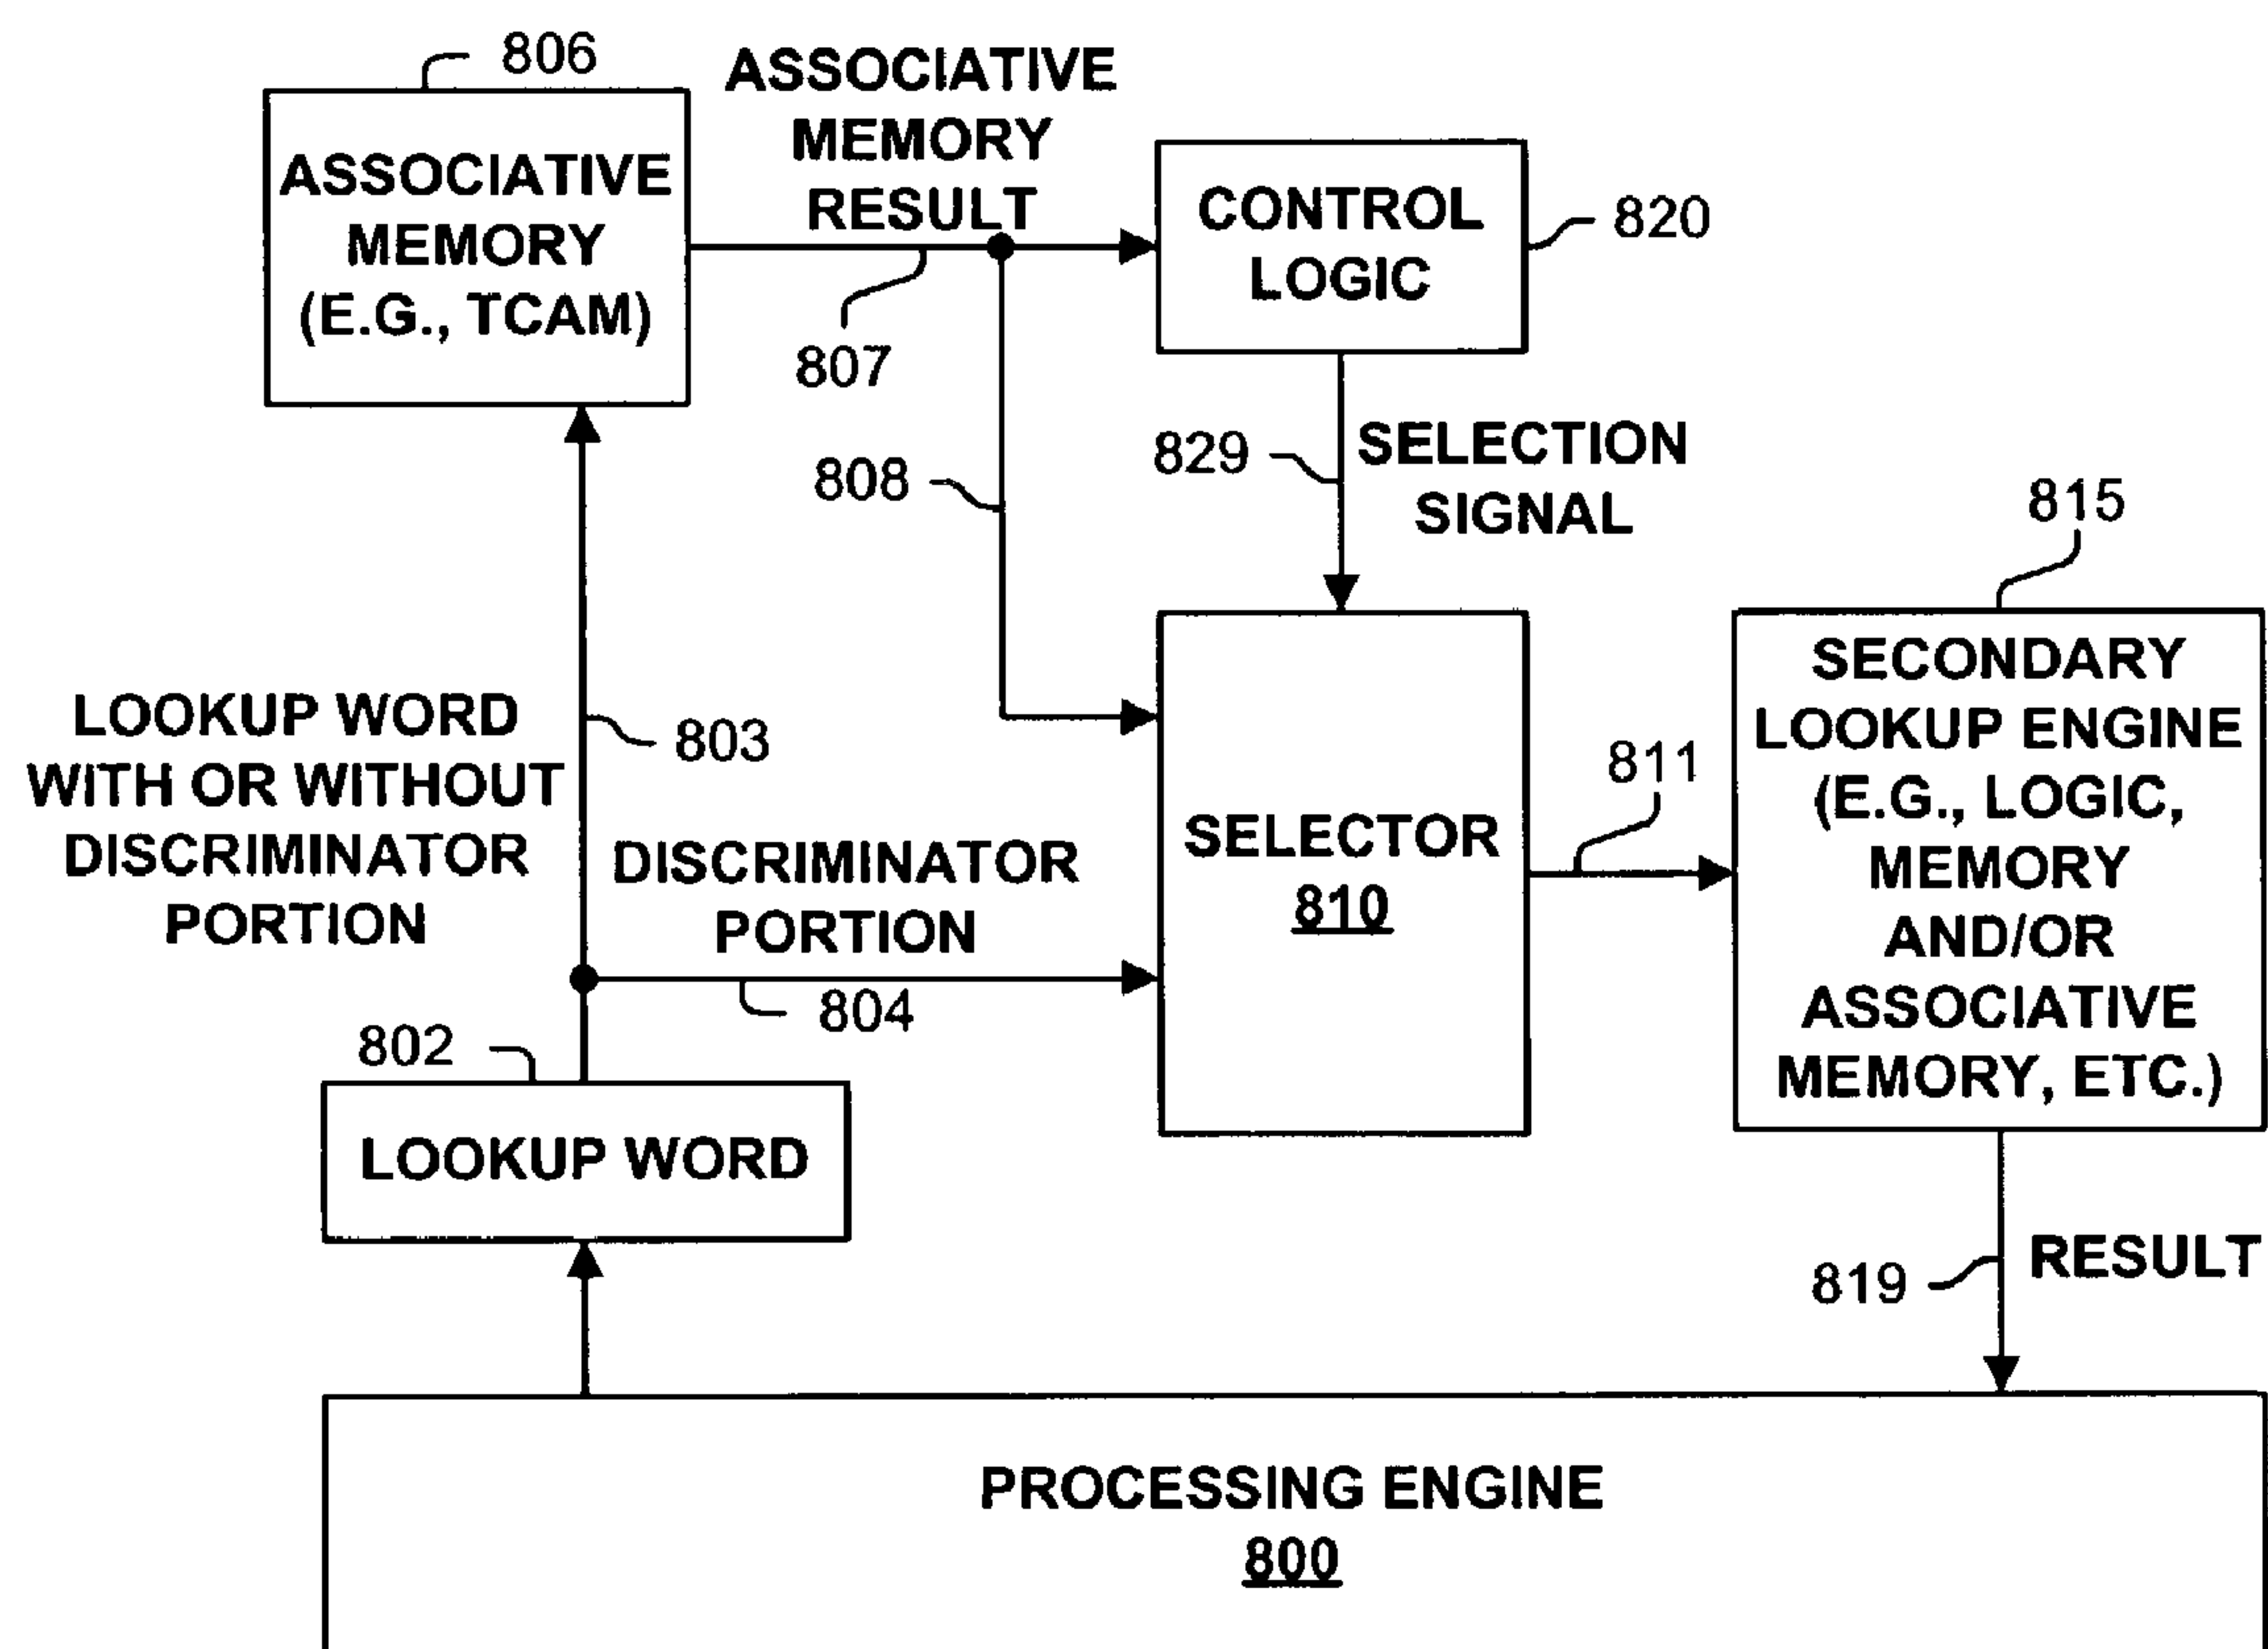 806
ASSOCIATIVE
MEMORY
(E.G., TCAM)
ASSOCIATIVE
MEMORY
RESULT
807
CONTROL
LOGIC
820
808
829
SELECTION
SIGNAL
815
LOOKUP WORD
WITH OR WITHOUT
DISCRIMINATOR
PORTION
803
DISCRIMINATOR
PORTION
804
SELECTOR
810
811
SECONDARY
LOOKUP ENGINE
(E.G., LOGIC,
MEMORY
AND/OR
ASSOCIATIVE
MEMORY, ETC.)
802
LOOKUP WORD
819
RESULT
PROCESSING ENGINE
800